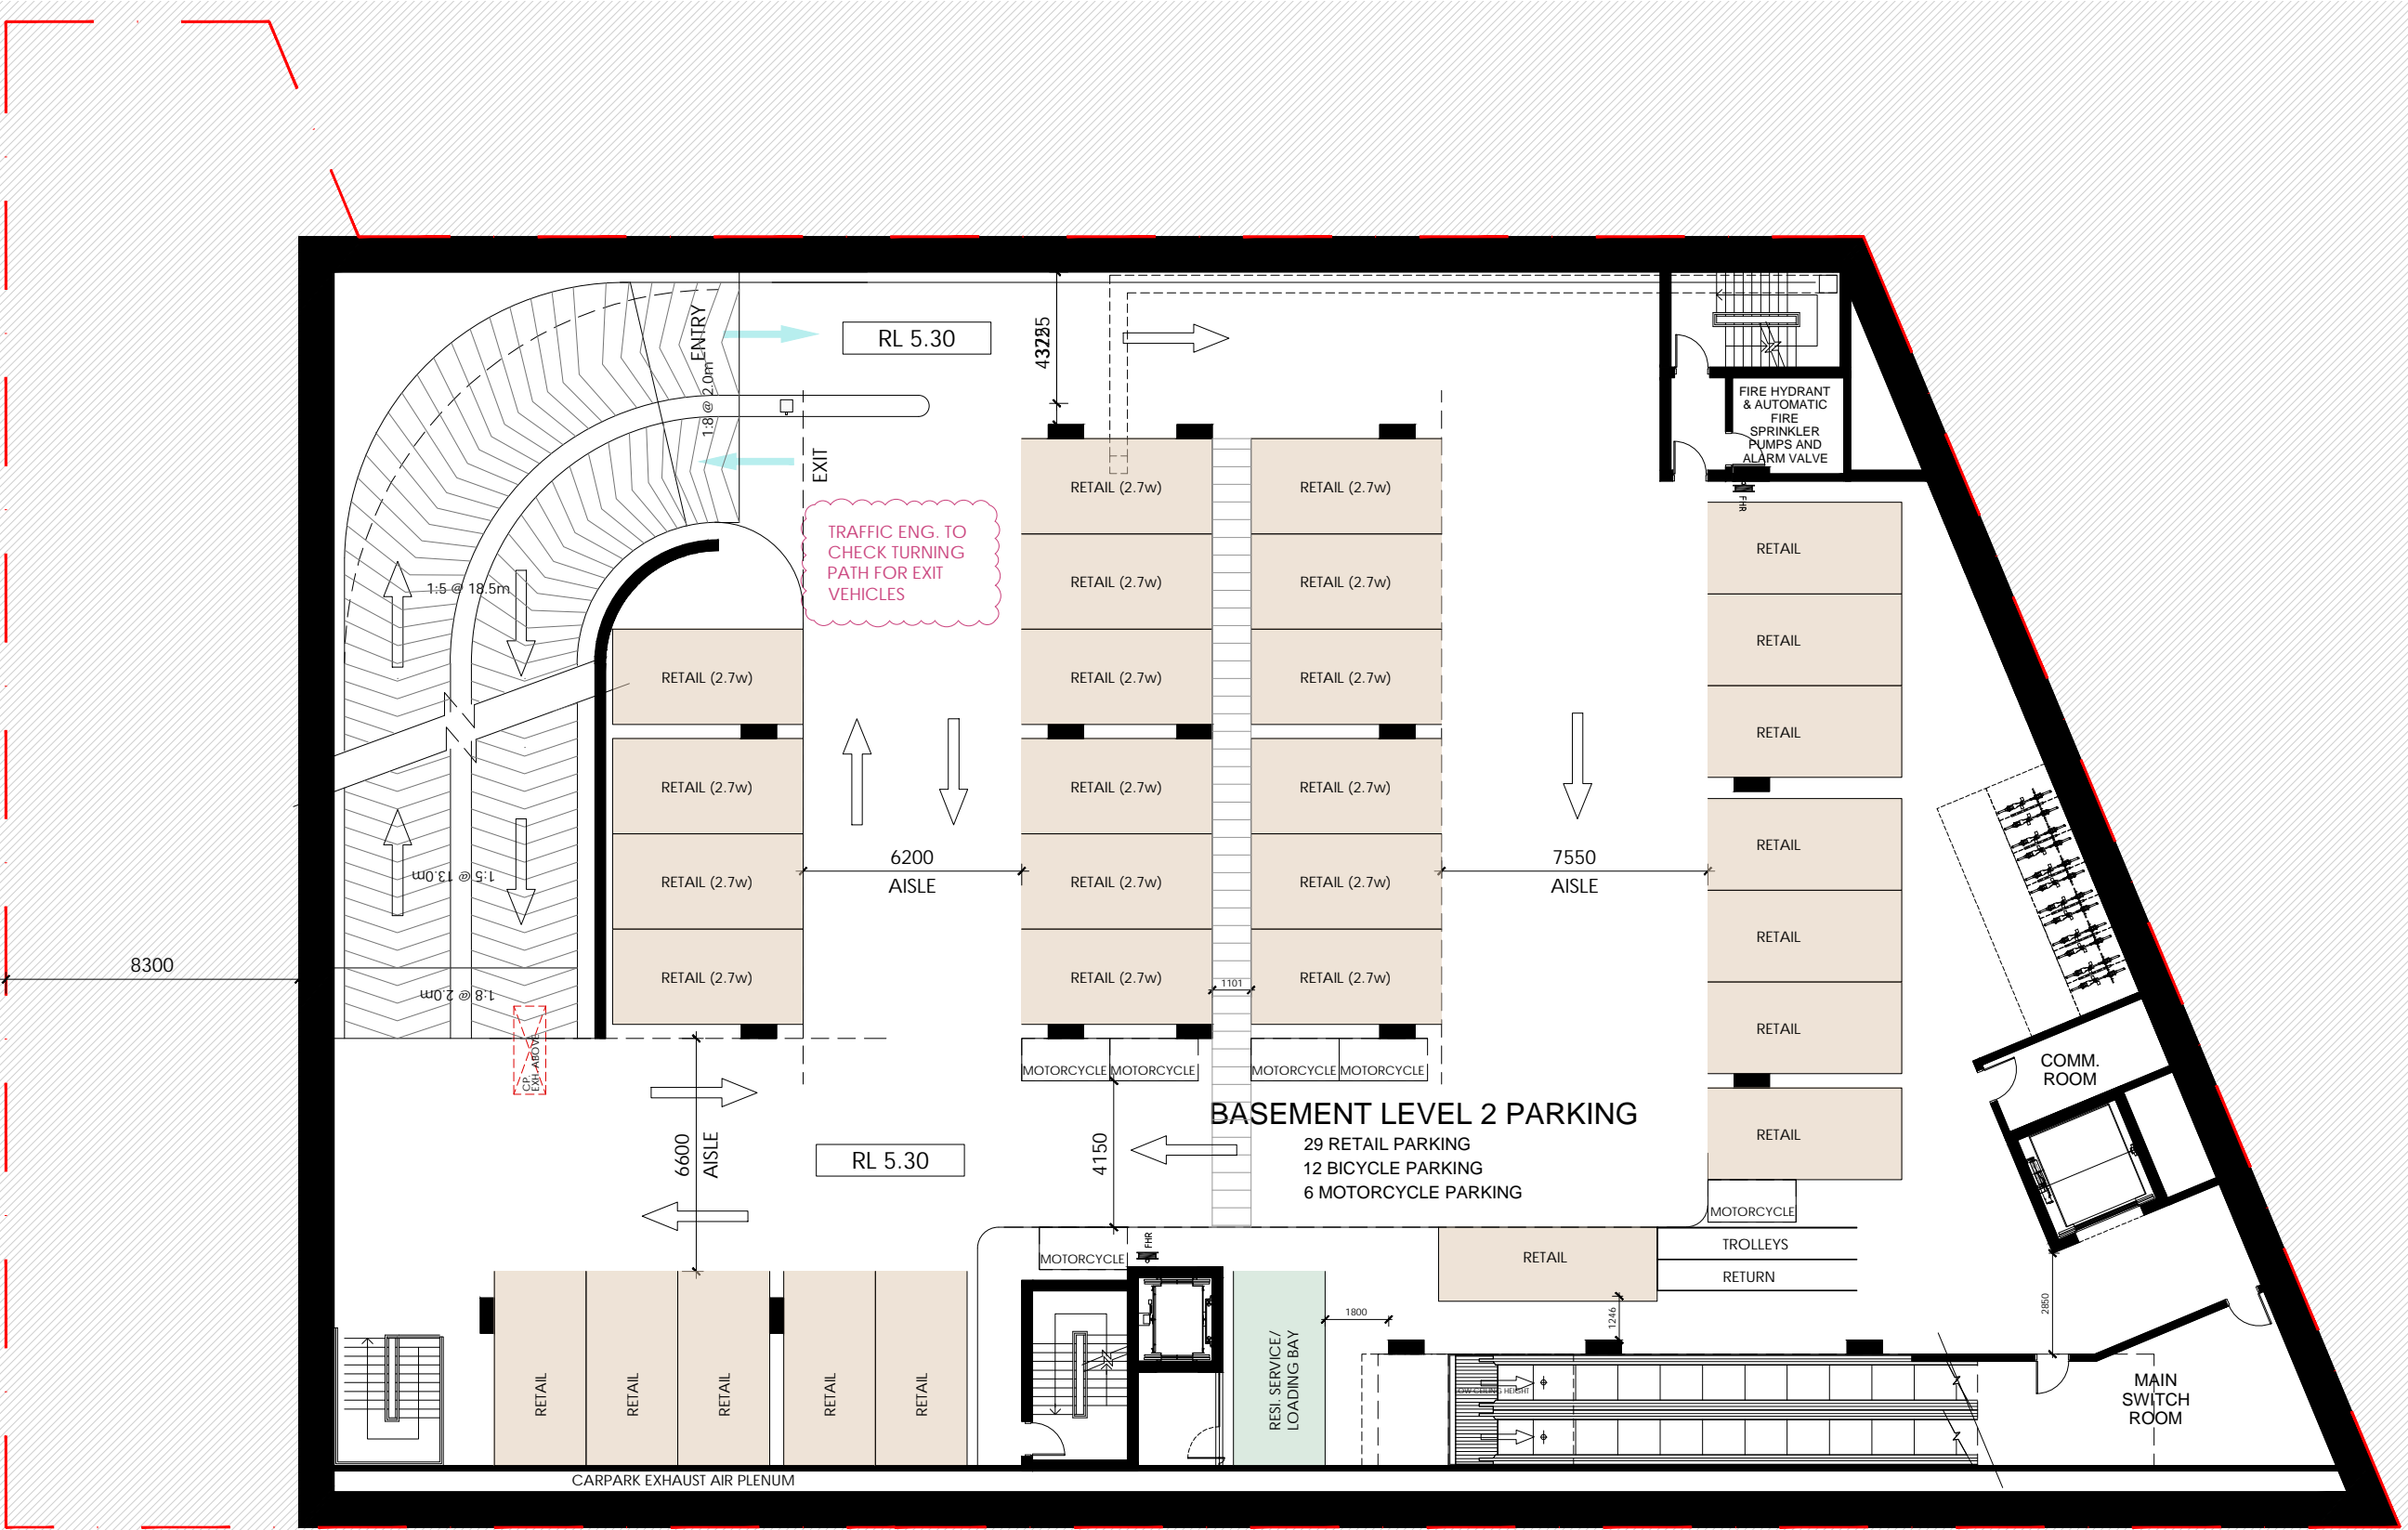 ENTRY
1:8 @ 2.0m
RL 5.30
EXIT
TRAFFIC ENG. TO
CHECK TURNING
PATH FOR EXIT
VEHICLES
FIRE HYDRANT
& AUTOMATIC
FIRE
SPRINKLER
PUMPS AND
ALARM VALVE
FHR
RETAIL (2.7w)
RETAIL (2.7w)
RETAIL
RETAIL (2.7w)
RETAIL (2.7w)
1:5 @ 18.5m
RETAIL
RETAIL (2.7w)
RETAIL (2.7w)
RETAIL (2.7w)
RETAIL
RETAIL (2.7w)
RETAIL (2.7w)
RETAIL (2.7w)
RETAIL
6200
AISLE
7550
AISLE
1:5 @ 13.0m
RETAIL (2.7w)
RETAIL (2.7w)
RETAIL (2.7w)
RETAIL
8300
1:8 @ 2.0m
RETAIL (2.7w)
RETAIL (2.7w)
RETAIL (2.7w)
1101
RETAIL
C.P.
EXH. ABOVE
MOTORCYCLE
MOTORCYCLE
MOTORCYCLE
MOTORCYCLE
COMM.
ROOM
BASEMENT LEVEL 2 PARKING
29 RETAIL PARKING
12 BICYCLE PARKING
6 MOTORCYCLE PARKING
RETAIL
6600
AISLE
RL 5.30
4150
MOTORCYCLE
MOTORCYCLE
FHR
RETAIL
TROLLEYS
RETURN
1800
1246
2850
RETAIL
RETAIL
RETAIL
RETAIL
RETAIL
RESI. SERVICE/
LOADING BAY
CEILING HEIGHT
MAIN
SWITCH
ROOM
CARPARK EXHAUST AIR PLENUM